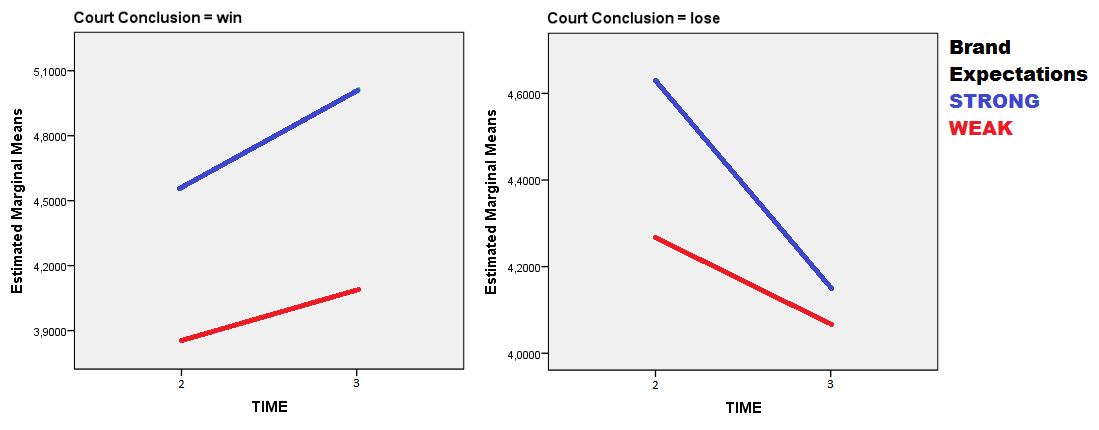 Court Conclusion = win
Estimated Marginal Means
5,1000
4,8000
4,5000
4,2000
3,9000
2
3
TIME
Court Conclusion = lose
Estimated Marginal Means
4,6000
4,4000
4,2000
4,0000
2
3
TIME
Brand
Expectations
STRONG
WEAK